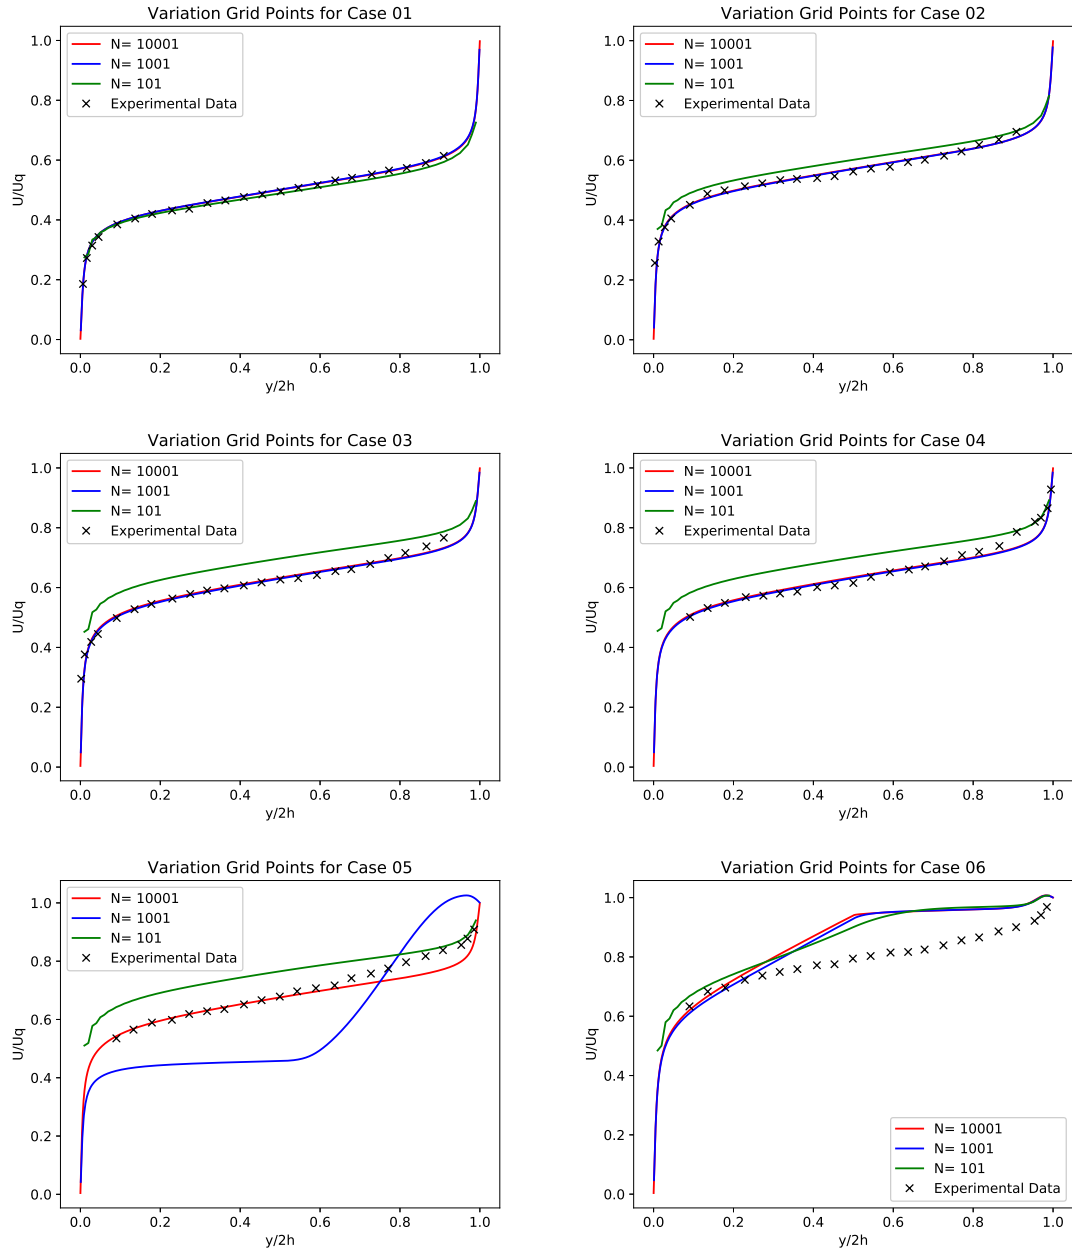 Variation Grid Points for Case 01
N= 10001
N= 1001
N= 101
Experimental Data
1.0
0.8
0.6
0.4
0.2
0.0
U/Uq
0.0 0.2 0.4 0.6 0.8 1.0
y/2h
Variation Grid Points for Case 02
N= 10001
N= 1001
N= 101
Experimental Data
1.0
0.8
0.6
0.4
0.2
0.0
U/Uq
0.0 0.2 0.4 0.6 0.8 1.0
y/2h
Variation Grid Points for Case 03
N= 10001
N= 1001
N= 101
Experimental Data
1.0
0.8
0.6
0.4
0.2
0.0
U/Uq
0.0 0.2 0.4 0.6 0.8 1.0
y/2h
Variation Grid Points for Case 04
N= 10001
N= 1001
N= 101
Experimental Data
1.0
0.8
0.6
0.4
0.2
0.0
U/Uq
0.0 0.2 0.4 0.6 0.8 1.0
y/2h
Variation Grid Points for Case 05
N= 10001
N= 1001
N= 101
Experimental Data
1.0
0.8
0.6
0.4
0.2
0.0
U/Uq
0.0 0.2 0.4 0.6 0.8 1.0
y/2h
Variation Grid Points for Case 06
1.0
0.8
0.6
0.4
0.2
0.0
U/Uq
N= 10001
N= 1001
N= 101
Experimental Data
0.0 0.2 0.4 0.6 0.8 1.0
y/2h